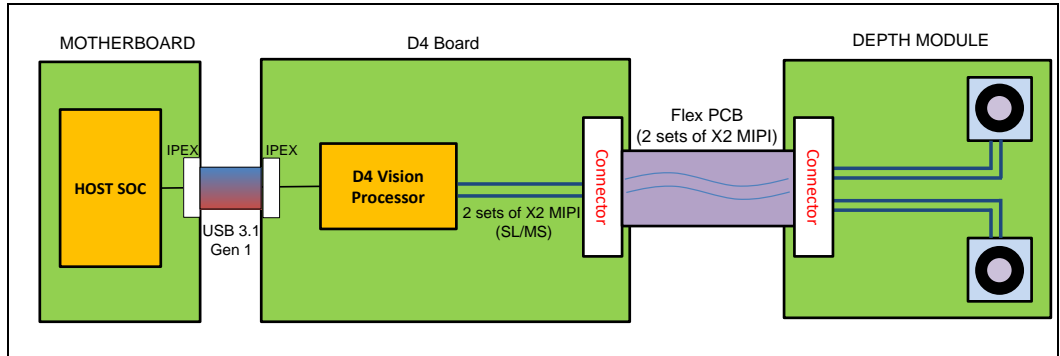 MOTHERBOARD
D4 Board
DEPTH MODULE
HOST SOC
IPEX
IPEX
USB 3.1
Gen 1
D4 Vision
Processor
2 sets of X2 MIPI
(SL/MS)
Connector
Flex PCB
(2 sets of X2 MIPI)
Connector